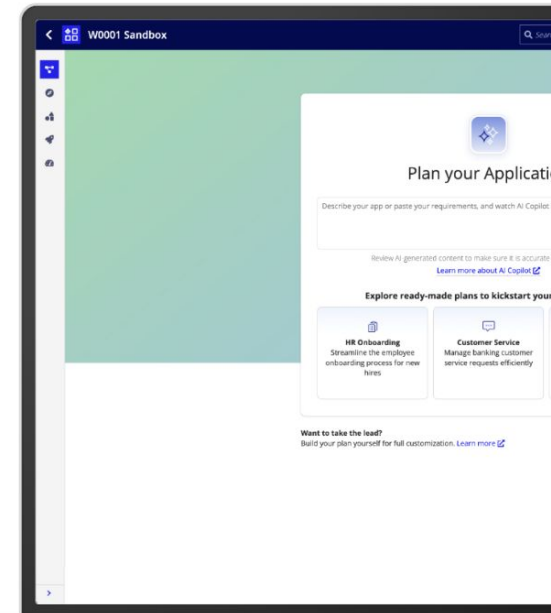 W0001 Sandbox
Plan your
Describe your app or paste your requirements, and watch AI Copilot
Review AI generated content to make sure it is accurate
Learn more about AI Copilot
Explore ready-made plans to kickstart
HR Onboarding
Streamline the employee
onboarding process for new
hires
Customer Service
Manage banking customer
service requests efficiently
Want to take the lead?
Build your plan yourself for full customization. Learn more